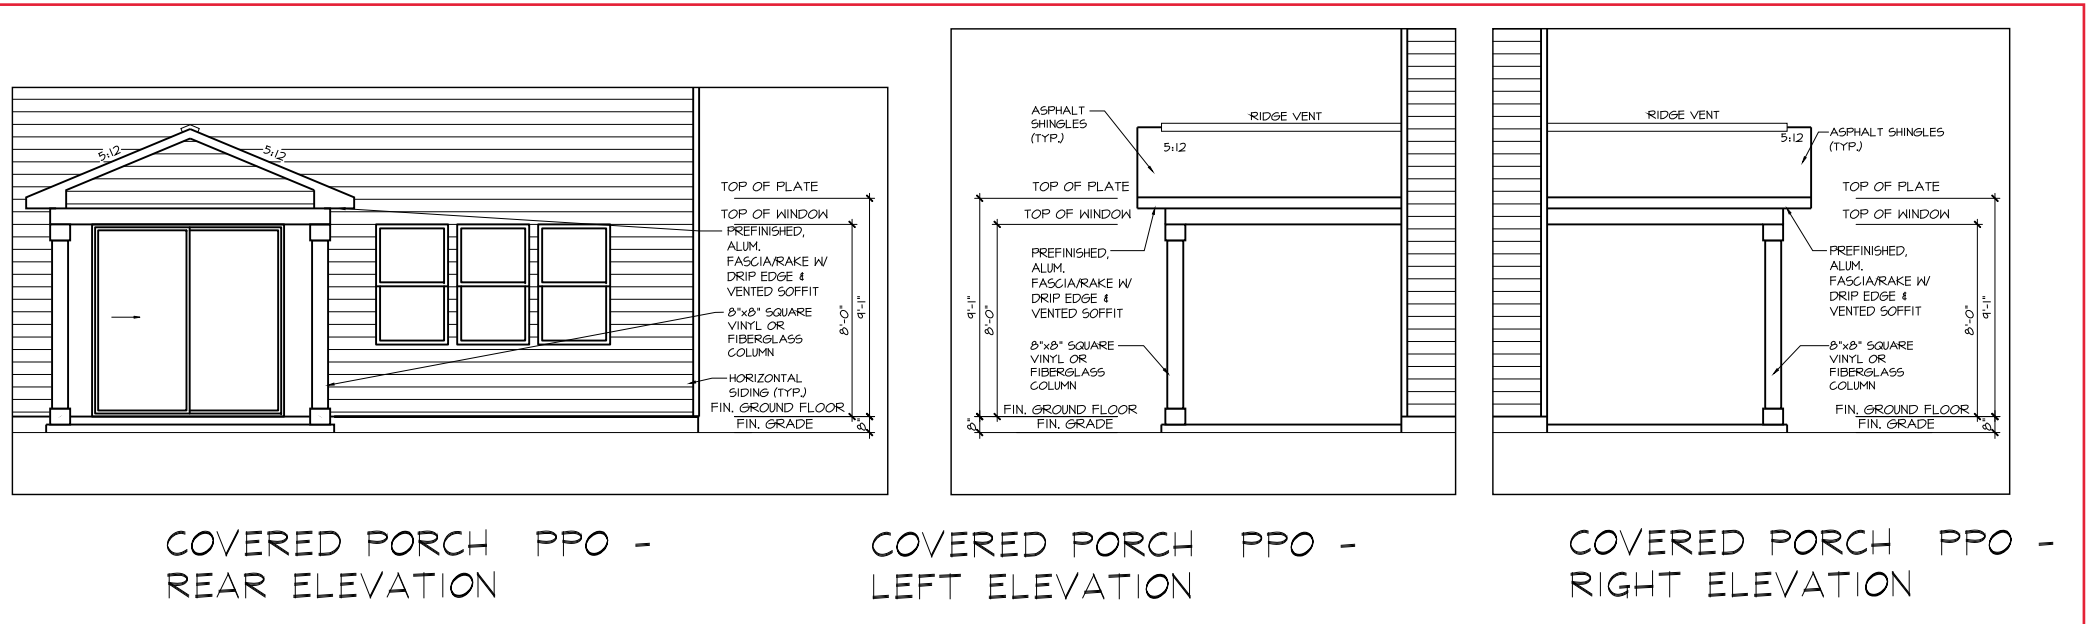 5:12
5:12
TOP OF PLATE
TOP OF WINDOW
PREFINISHED,
ALUM.
FASCIA/RAKE W/
DRIP EDGE &
VENTED SOFFIT
8"x8" SQUARE
VINYL OR
FIBERGLASS
COLUMN
HORIZONTAL
SIDING (TYP.)
FIN. GROUND FLOOR
FIN. GRADE
8'-0"
9'-1"
8"
COVERED PORCH PPO -
REAR ELEVATION
ASPHALT
SHINGLES
(TYP.)
RIDGE VENT
5:12
TOP OF PLATE
TOP OF WINDOW
PREFINISHED,
ALUM.
FASCIA/RAKE W/
DRIP EDGE &
VENTED SOFFIT
9'-1"
8'-0"
8"x8" SQUARE
VINYL OR
FIBERGLASS
COLUMN
FIN. GROUND FLOOR
FIN. GRADE
8"
COVERED PORCH PPO -
LEFT ELEVATION
RIDGE VENT
5:12
ASPHALT SHINGLES
(TYP.)
TOP OF PLATE
TOP OF WINDOW
PREFINISHED,
ALUM.
FASCIA/RAKE W/
DRIP EDGE &
VENTED SOFFIT
8'-0"
9'-1"
8"x8" SQUARE
VINYL OR
FIBERGLASS
COLUMN
FIN. GROUND FLOOR
FIN. GRADE
8"
COVERED PORCH PPO -
RIGHT ELEVATION